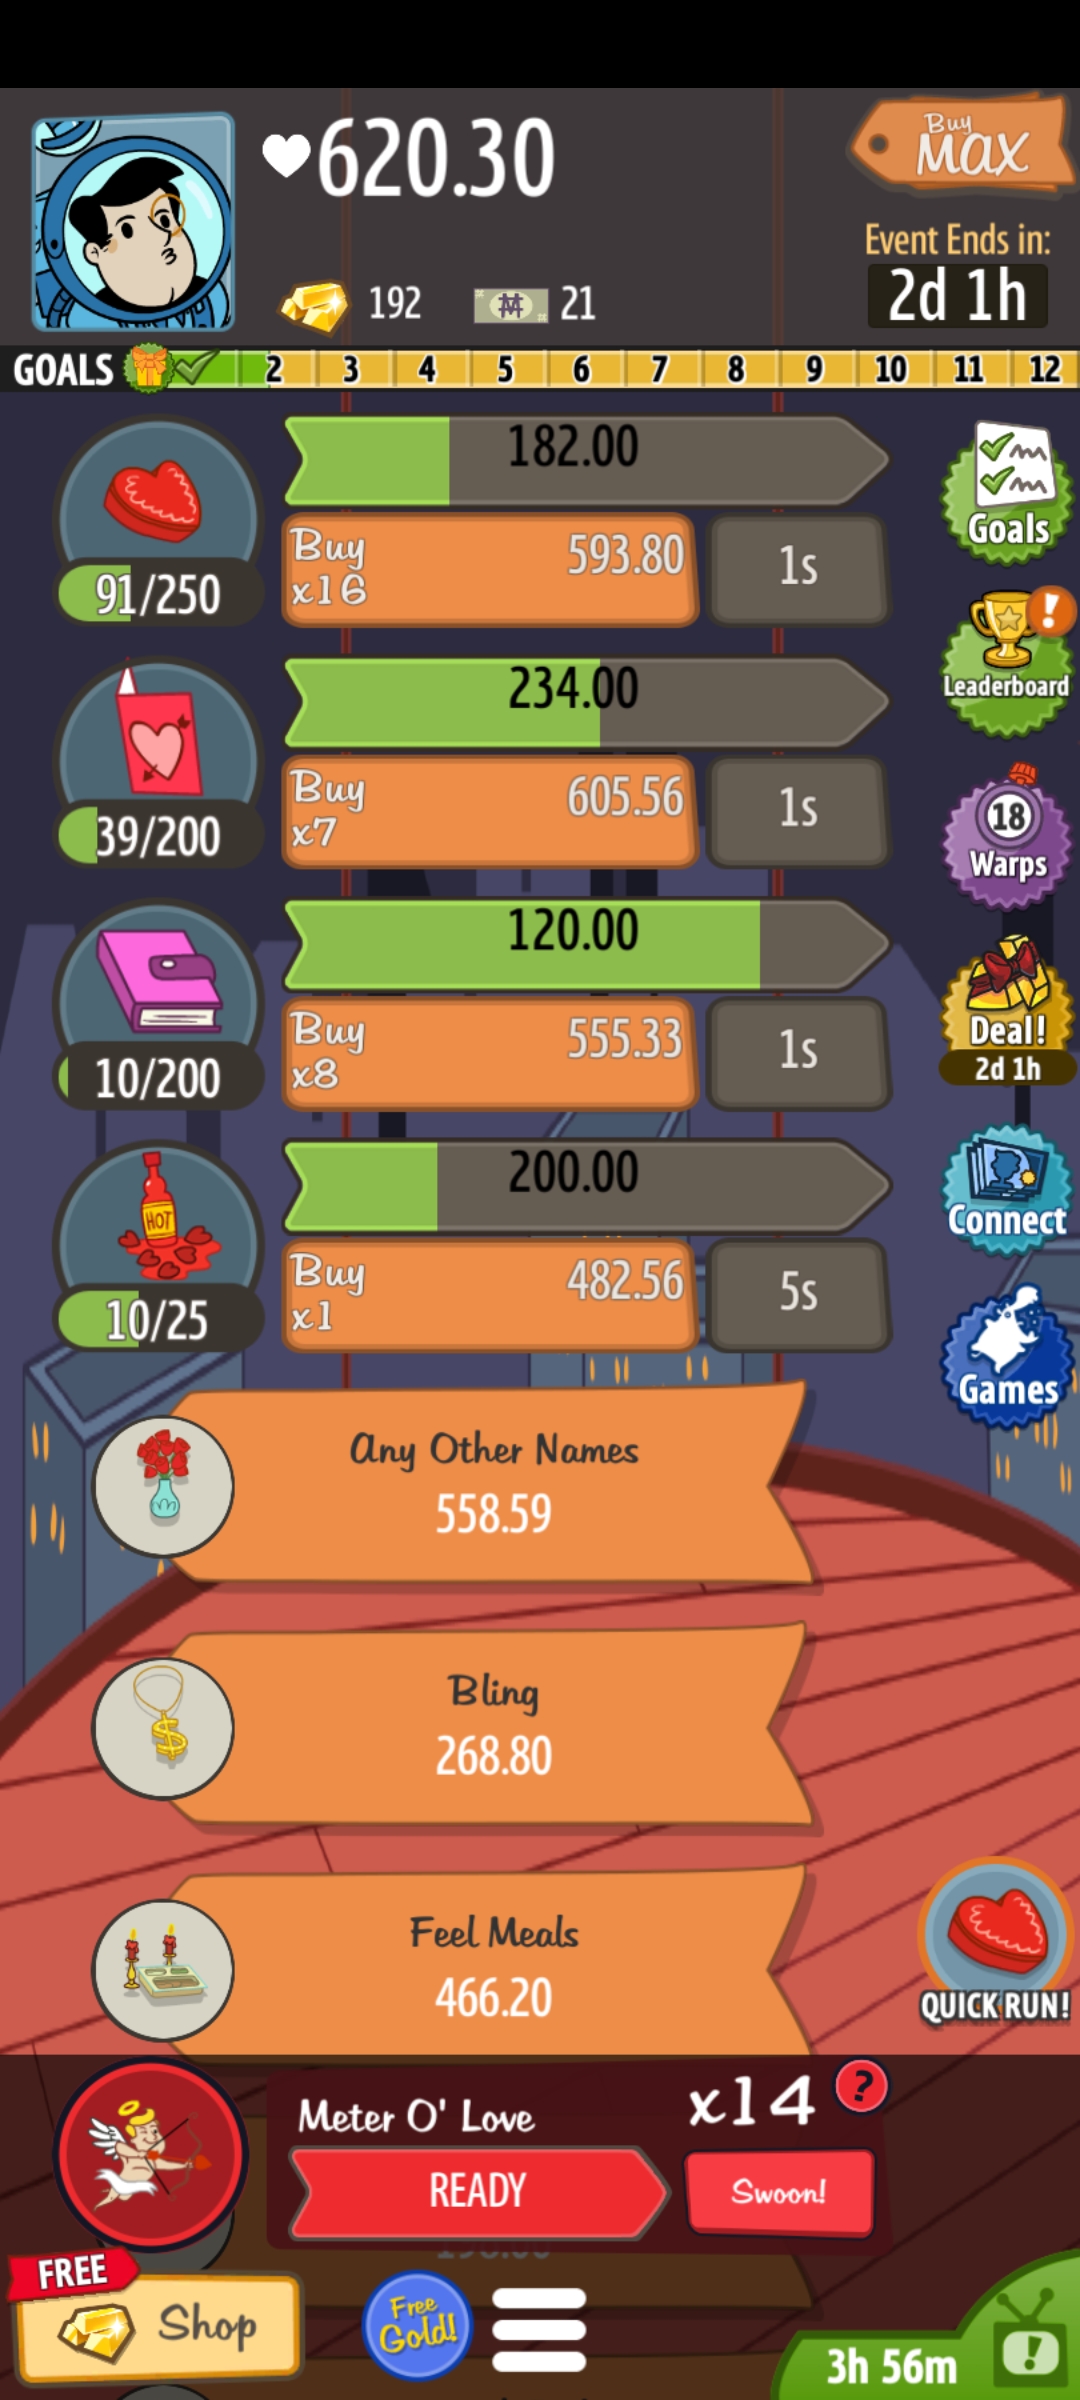 620.30
Buy
MAX
Event Ends in:
2d 1h
192
21
GOALS 2 3 4 5 6 7 8 9 10 11 12
182.00
Buy
x16
593.80
1s
91/250
Goals
234.00
Buy
x7
605.56
1s
39/200
Leaderboard
!
18
Warps
120.00
Buy
x8
555.33
1s
10/200
Deal!
2d 1h
200.00
HOT
Buy
x1
482.56
5s
10/25
Connect
Games
Any Other Names
558.59
Bling
268.80
Feel Meals
466.20
QUICK RUN!
Meter O' Love
x14
?
READY
Swoon!
FREE
Shop
Free
Gold!
3h 56m
!